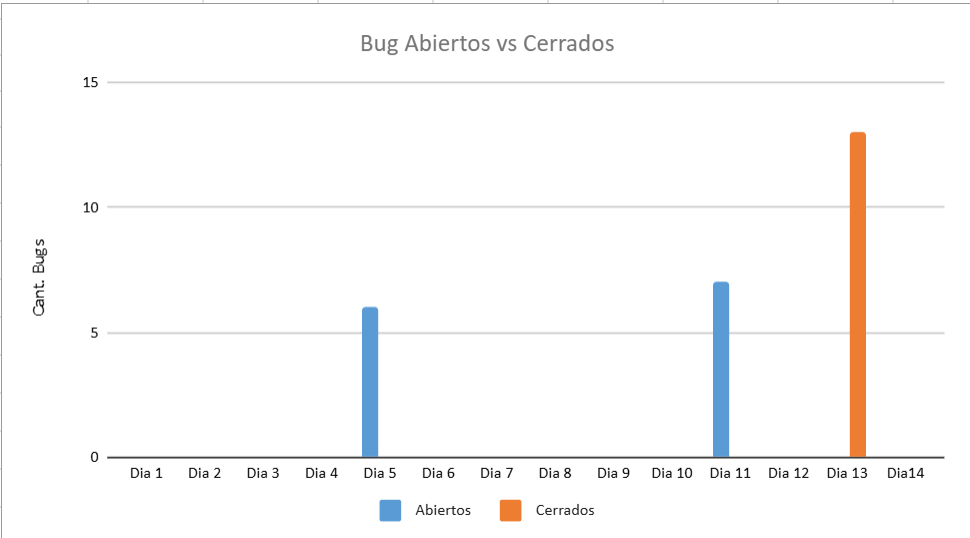 Bug Abiertos vs Cerrados
15
10
5
0
Cant. Bugs
Dia 1 Dia 2 Dia 3 Dia 4 Dia 5 Dia 6 Dia 7 Dia 8 Dia 9 Dia 10 Dia 11 Dia 12 Dia 13 Dia14
Abiertos Cerrados